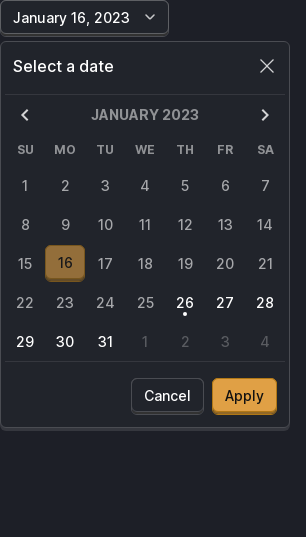 January 16, 2023
Select a date
JANUARY 2023
SU MO TU WE TH FR SA
1 2 3 4 5 6 7
8 9 10 11 12 13 14
15 16 17 18 19 20 21
22 23 24 25 26 27 28
29 30 31 1 2 3 4
Cancel Apply